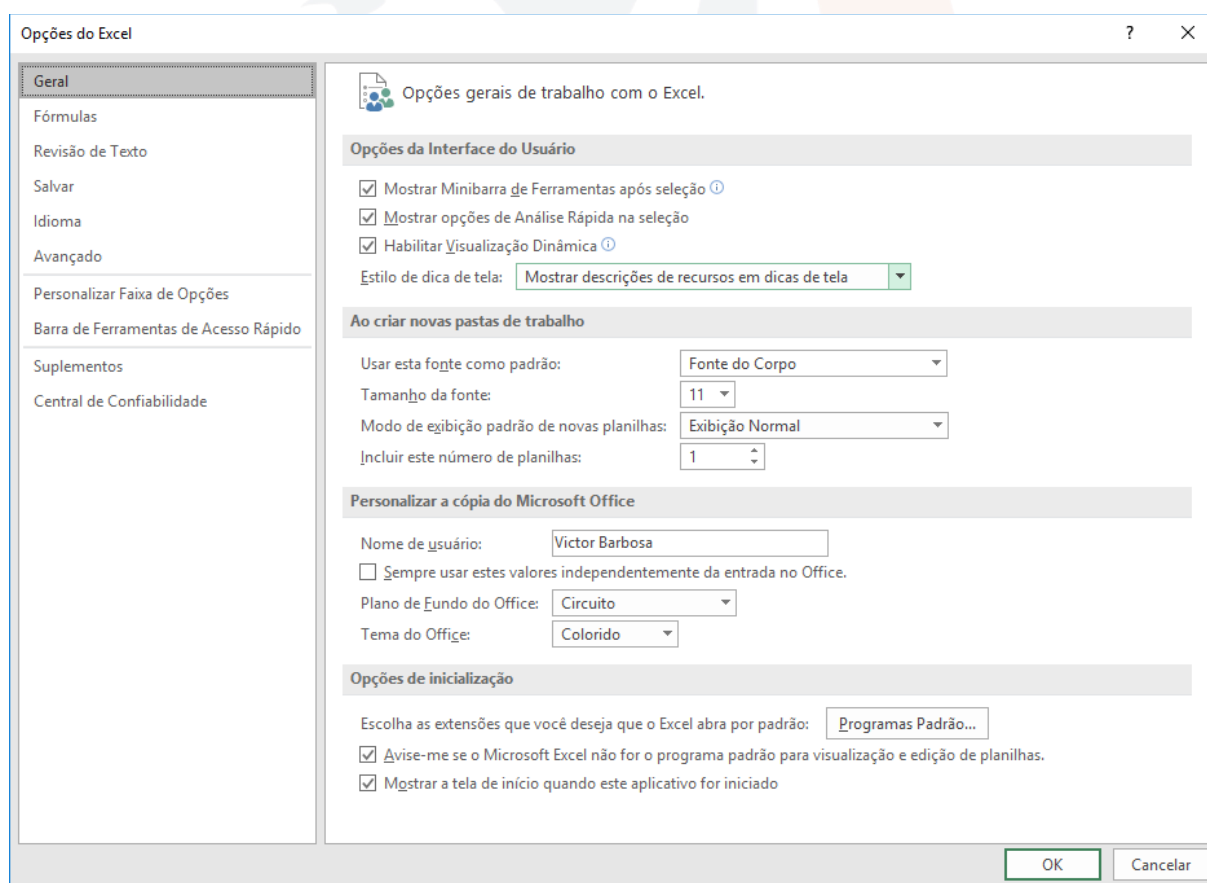 Opções do Excel
?
Geral
Fórmulas
Revisão de Texto
Salvar
Idioma
Avançado
Personalizar Faixa de Opções
Barra de Ferramentas de Acesso Rápido
Suplementos
Central de Confiabilidade
Opções gerais de trabalho com o Excel.
Opções da Interface do Usuário
Mostrar Minibarra de Ferramentas após seleção
Mostrar opções de Análise Rápida na seleção
Habilitar Visualização Dinâmica
Estilo de dica de tela: Mostrar descrições de recursos em dicas de tela
Ao criar novas pastas de trabalho
Usar esta fonte como padrão: Fonte do Corpo
Tamanho da fonte: 11
Modo de exibição padrão de novas planilhas: Exibição Normal
Incluir este número de planilhas: 1
Personalizar a cópia do Microsoft Office
Nome de usuário: Victor Barbosa
Sempre usar estes valores independentemente da entrada no Office.
Plano de Fundo do Office: Circuito
Tema do Office: Colorido
Opções de inicialização
Escolha as extensões que você deseja que o Excel abra por padrão: Programas Padrão...
Avise-me se o Microsoft Excel não for o programa padrão para visualização e edição de planilhas.
Mostrar a tela de início quando este aplicativo for iniciado
OK Cancelar